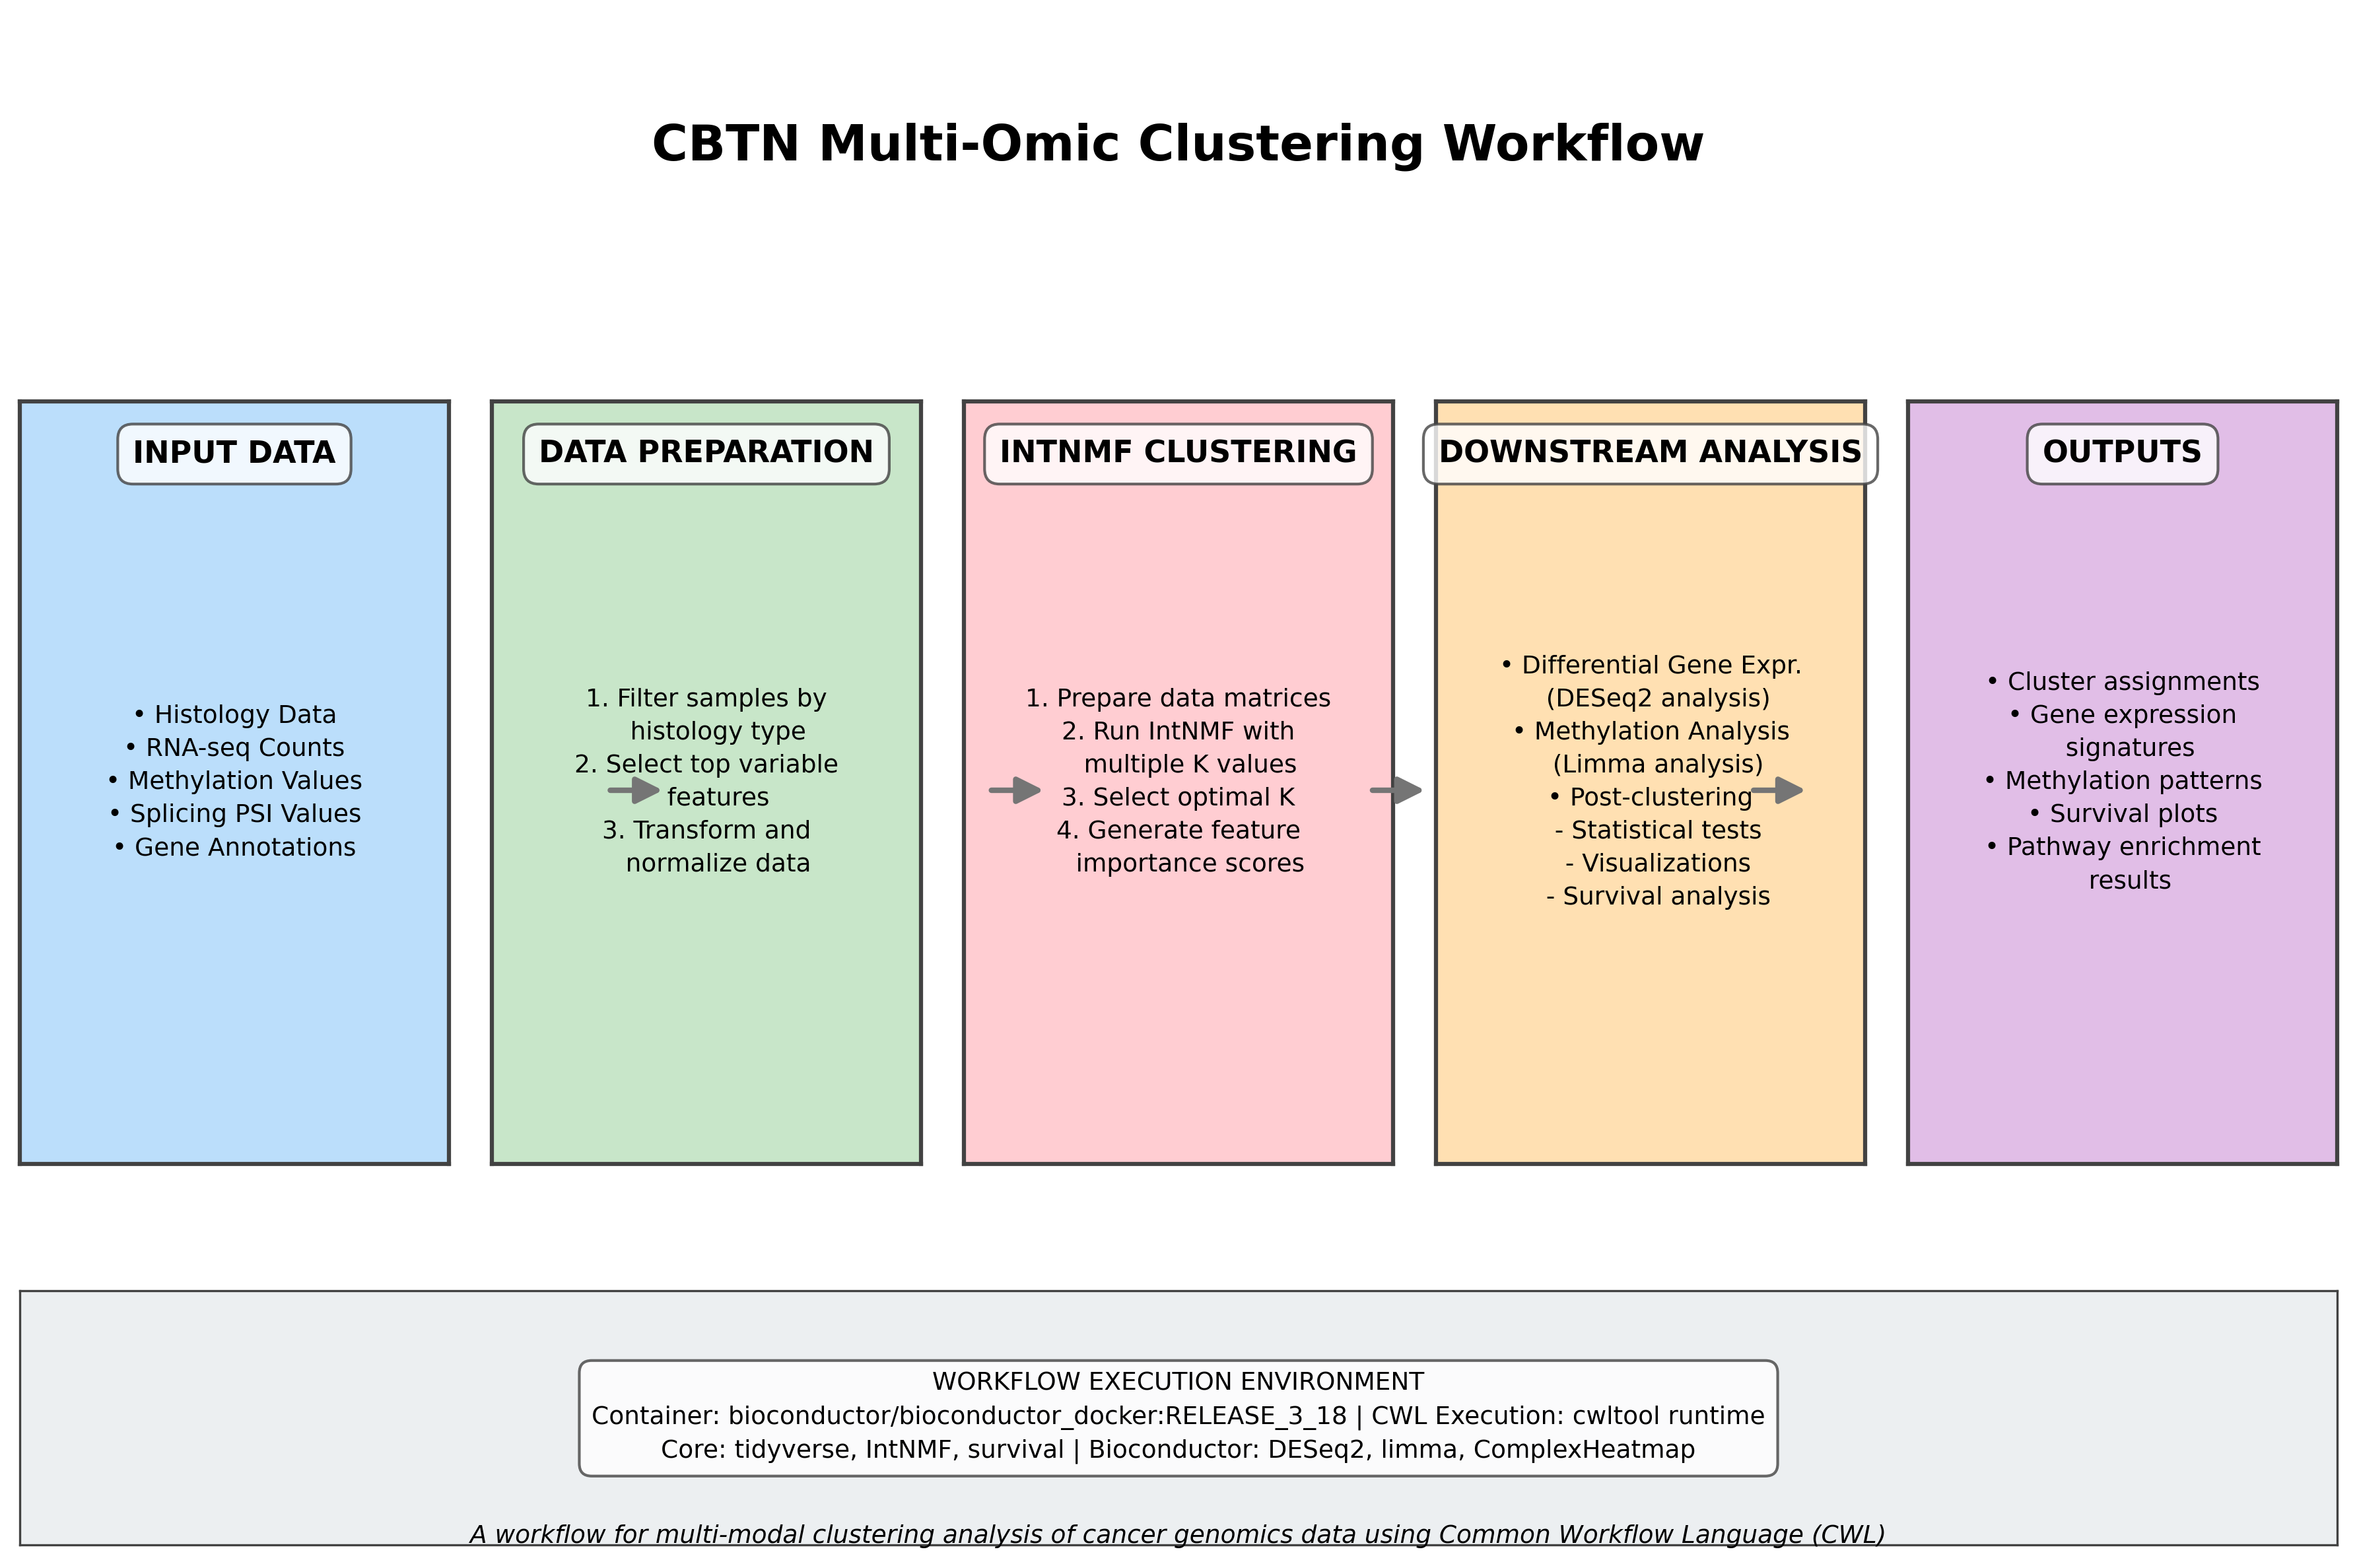 CBTN Multi-Omic Clustering Workflow
INPUT DATA
• Histology Data
• RNA-seq Counts
• Methylation Values
• Splicing PSI Values
• Gene Annotations
DATA PREPARATION
1. Filter samples by
histology type
2. Select top variable
features
3. Transform and
normalize data
INTNMF CLUSTERING
1. Prepare data matrices
2. Run IntNMF with
multiple K values
3. Select optimal K
4. Generate feature
importance scores
DOWNSTREAM ANALYSIS
• Differential Gene Expr.
(DESeq2 analysis)
• Methylation Analysis
(Limma analysis)
• Post-clustering
- Statistical tests
- Visualizations
- Survival analysis
OUTPUTS
• Cluster assignments
• Gene expression
signatures
• Methylation patterns
• Survival plots
• Pathway enrichment
results
WORKFLOW EXECUTION ENVIRONMENT
Container: bioconductor/bioconductor_docker:RELEASE_3_18 | CWL Execution: cwltool runtime
Core: tidyverse, IntNMF, survival | Bioconductor: DESeq2, limma, ComplexHeatmap
A workflow for multi-modal clustering analysis of cancer genomics data using Common Workflow Language (CWL)